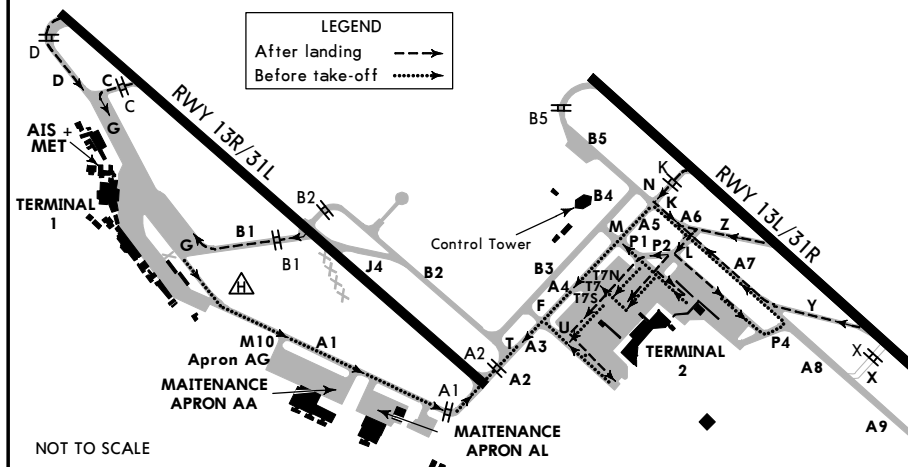 LEGEND
After landing
Before take-off
D
D
C
C
G
RWY 13R/31L
AIS +
MET
TERMINAL
1
B2
B1
G
B1
J4
B2
H
M10
A1
Apron AG
MAITENANCE
APRON AA
A1
A2
A2
MAITENANCE
APRON AL
NOT TO SCALE
B5
B5
RWY 13L/31R
K
N
K
B4
Control Tower
M
A5
A6
Z
P1
P2
L
A7
B3
T7N
T7
T7S
A4
F
U
T
A3
Y
TERMINAL
2
P4
X
X
A8
A9